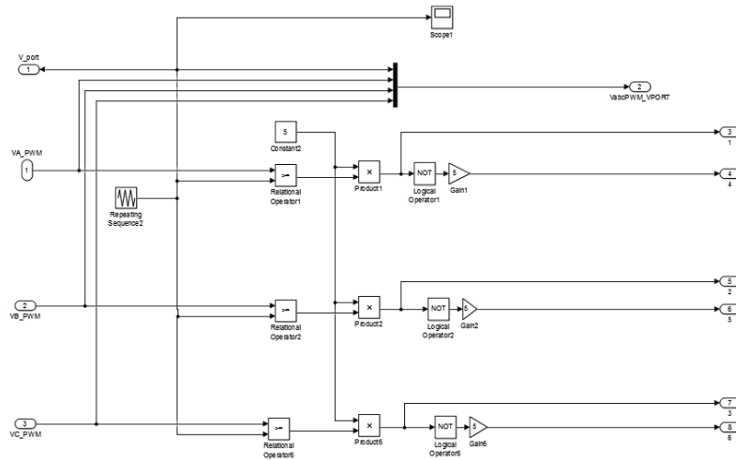 Scope1
V_port
1
2
VabcPWM_VPORT
5
Constant2
3
1
VA_PWM
1
>=
Relational
Operator1
×
Product1
NOT
Logical
Operator1
5
Gain1
4
4
Repeating
Sequence2
5
2
2
VB_PWM
>=
Relational
Operator2
×
Product2
NOT
Logical
Operator2
5
Gain2
6
5
7
3
3
VC_PWM
>=
Relational
Operator6
×
Product6
NOT
Logical
Operator6
5
Gain6
8
6